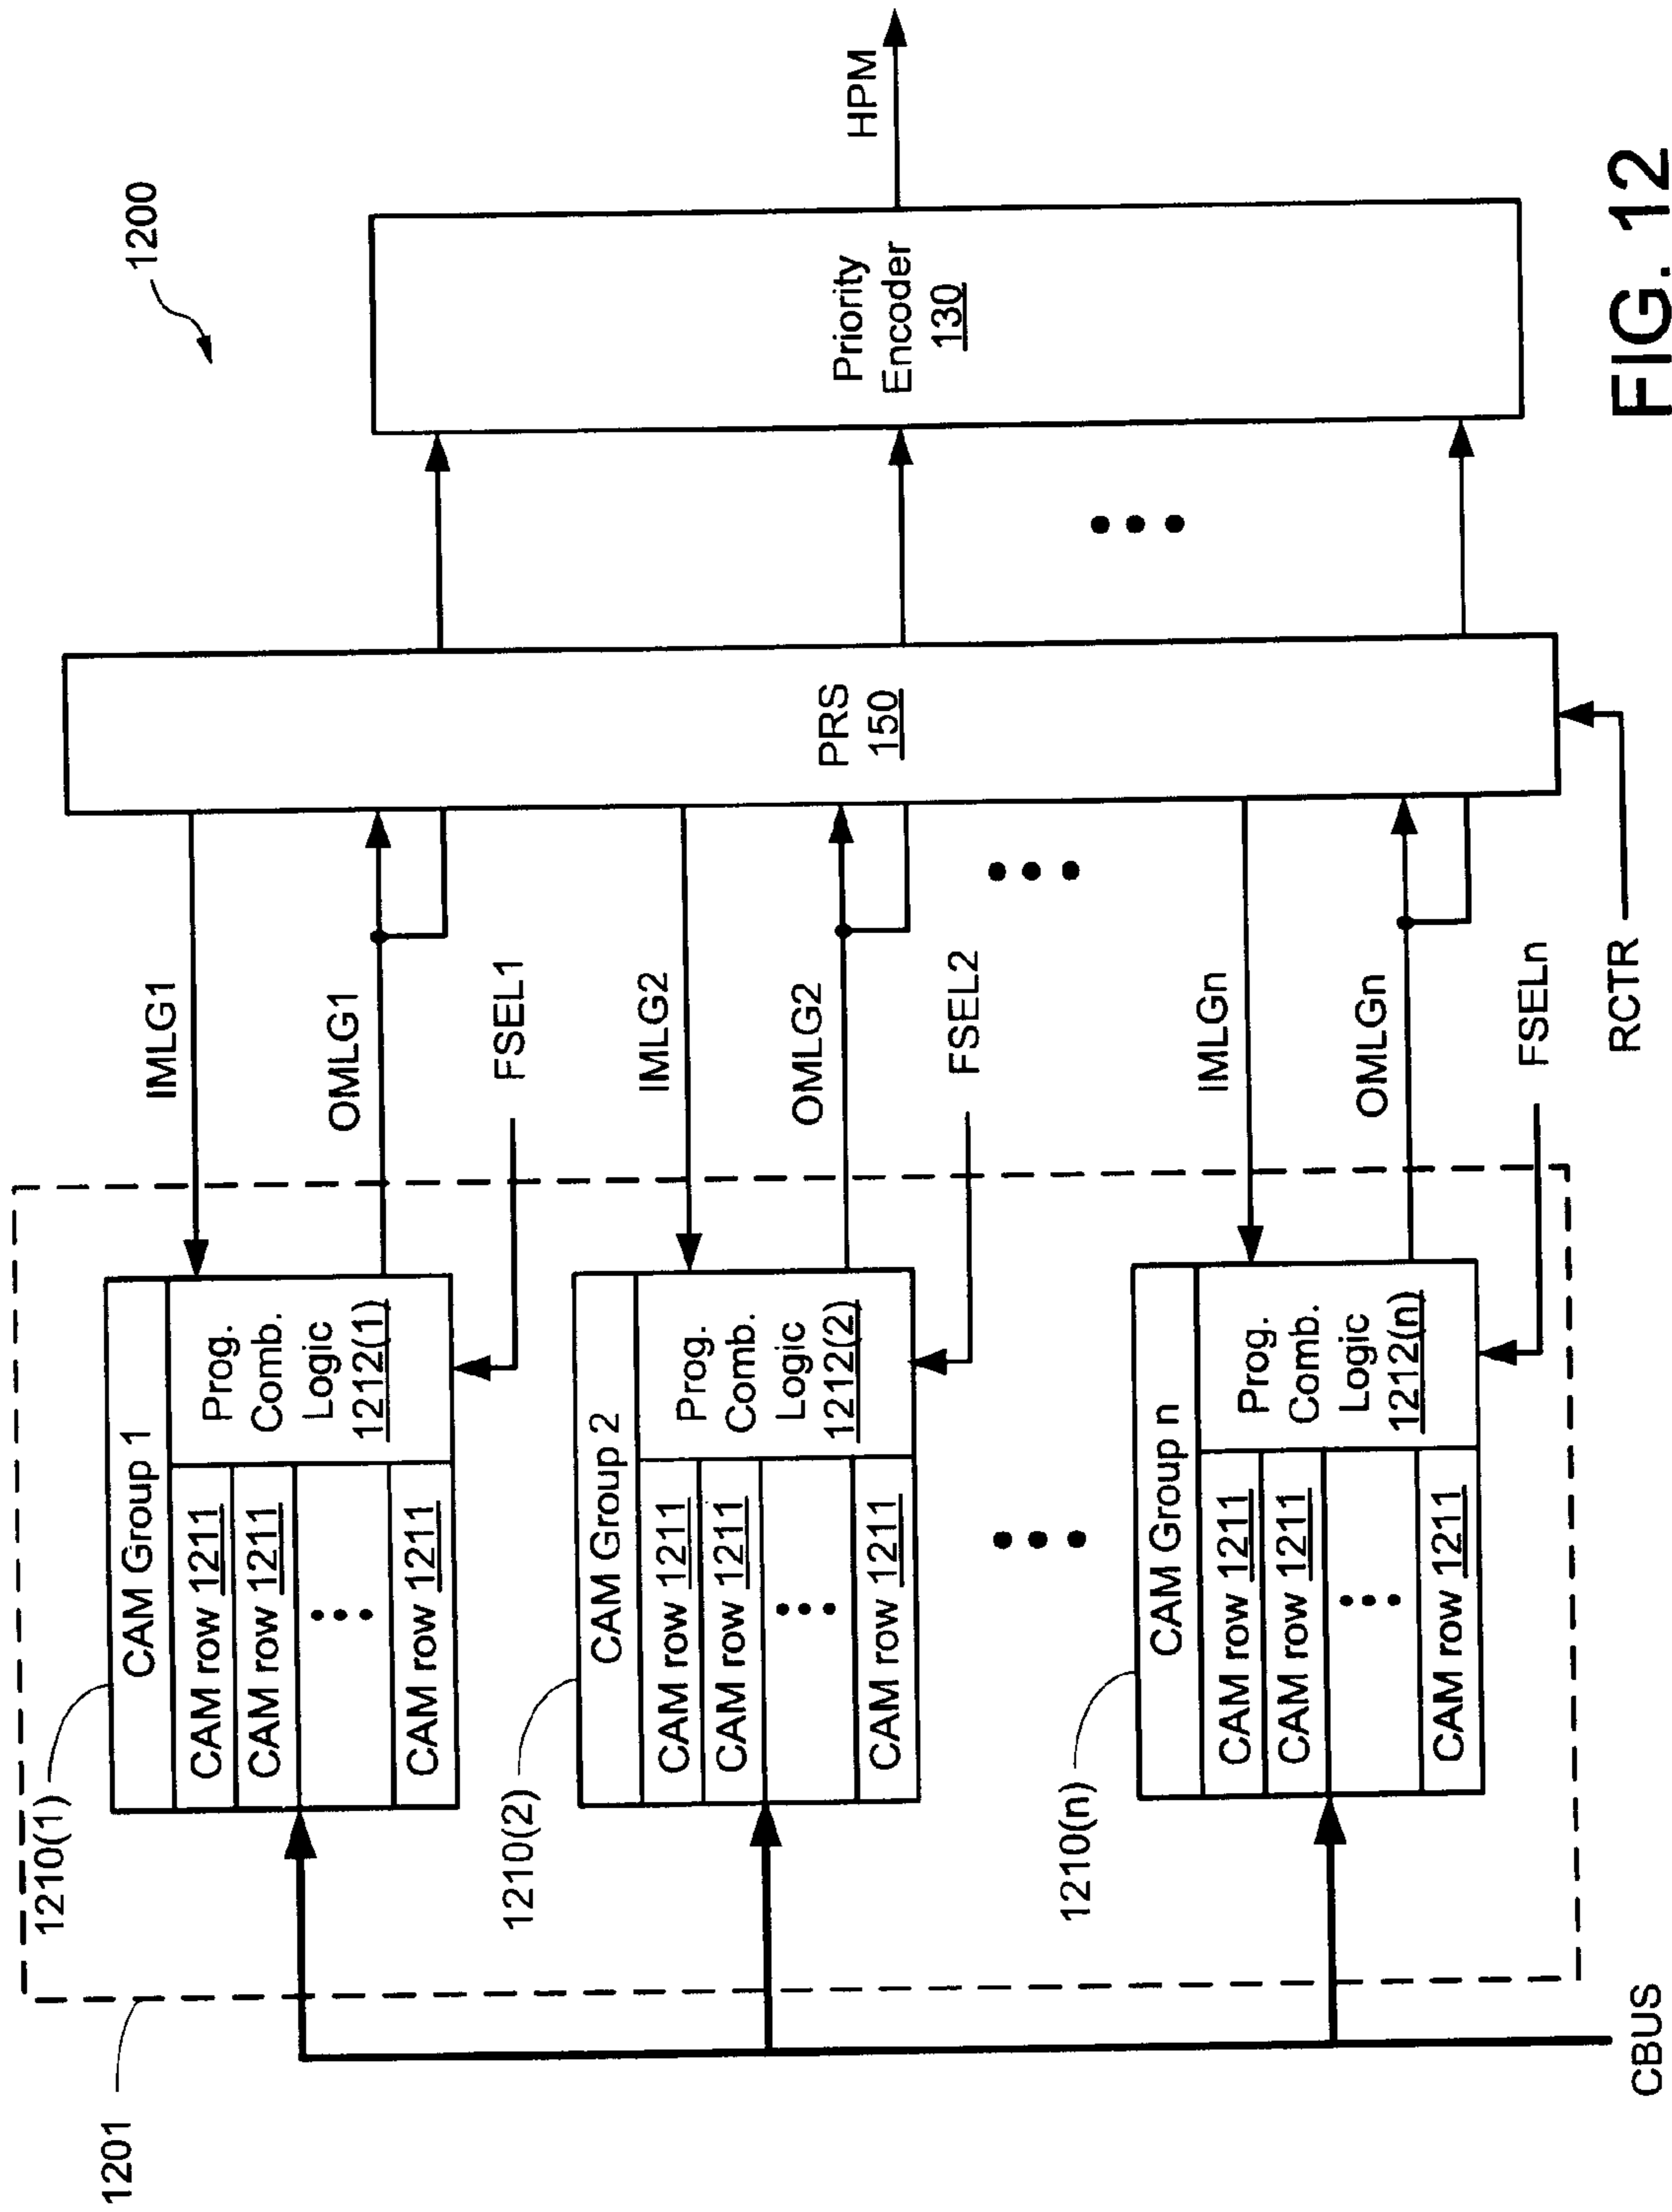 1200
1201
1210(1)
CAM Group 1
CAM row 1211
CAM row 1211
CAM row 1211
Prog.
Comb.
Logic
1212(1)
IMLG1
OMLG1
FSEL1
1210(2)
CAM Group 2
CAM row 1211
CAM row 1211
CAM row 1211
Prog.
Comb.
Logic
1212(2)
IMLG2
OMLG2
FSEL2
1210(n)
CAM Group n
CAM row 1211
CAM row 1211
CAM row 1211
Prog.
Comb.
Logic
1212(n)
IMLGn
OMLGn
FSELn
CBUS
RCTR
PRS
150
Priority
Encoder
130
HPM
FIG. 12